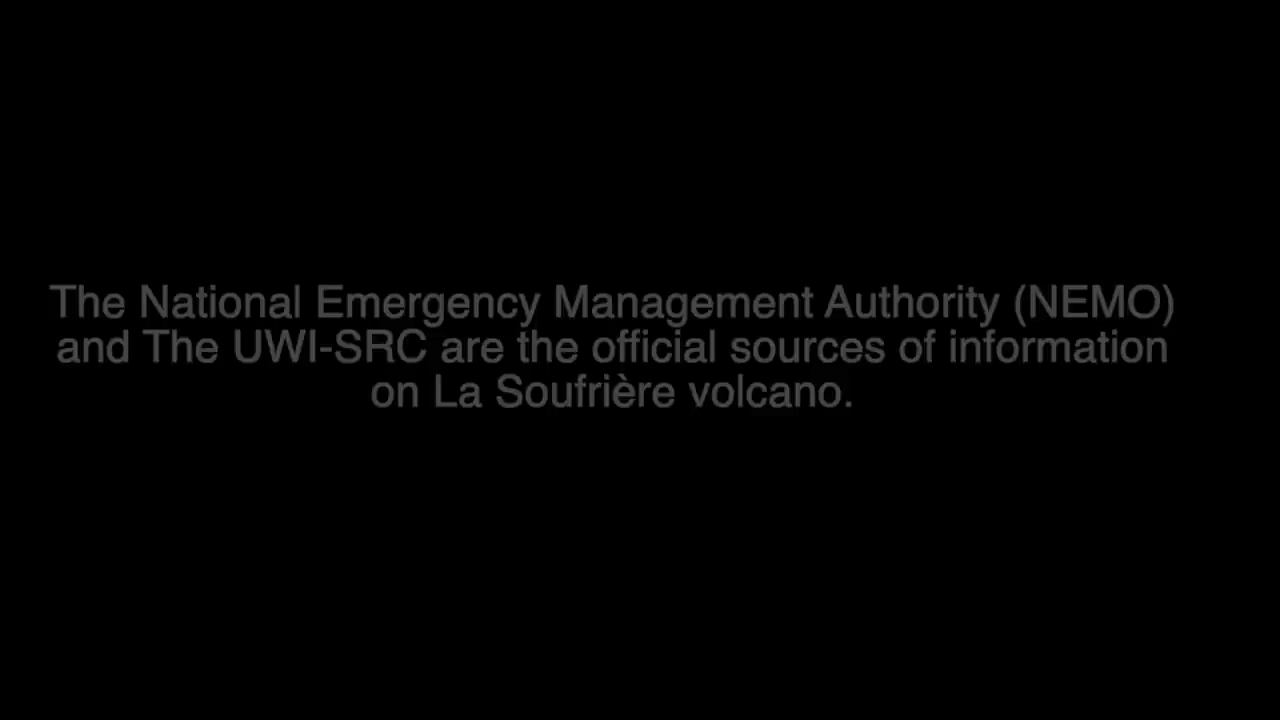 The National Emergency Management Authority (NEMO)
and The UWI-SRC are the official sources of information
on La Soufrière volcano.